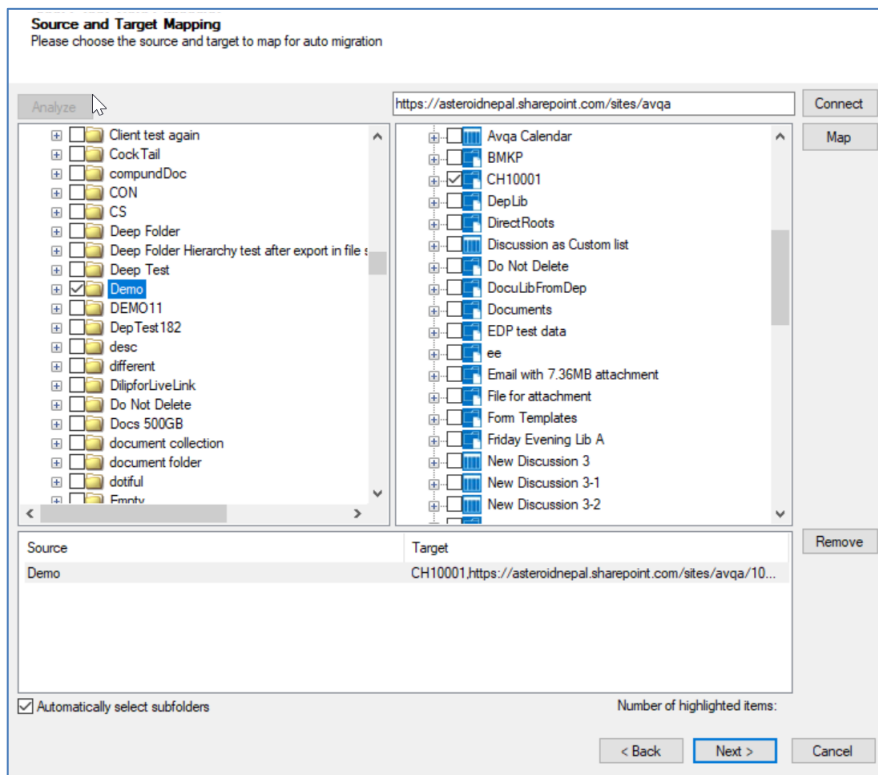 Source and Target Mapping
Please choose the source and target to map for auto migration
Analyze
https://asteroidnepal.sharepoint.com/sites/avqa
Connect
Map
Client test again
CockTail
compundDoc
CON
CS
Deep Folder
Deep Folder Hierarchy test after export in file
Deep Test
Demo
DEMO11
DepTest182
desc
different
DilipforLiveLink
Do Not Delete
Docs 500GB
document collection
document folder
dotiful
Empty
Avqa Calendar
BMKP
CH10001
DepLib
DirectRoots
Discussion as Custom list
Do Not Delete
DocuLibFromDep
Documents
EDP test data
ee
Email with 7.36MB attachment
File for attachment
Form Templates
Friday Evening Lib A
New Discussion 3
New Discussion 3-1
New Discussion 3-2
Source Target
Demo CH10001,https://asteroidnepal.sharepoint.com/sites/avqa/10...
Remove
Automatically select subfolders
Number of highlighted items:
< Back Next > Cancel